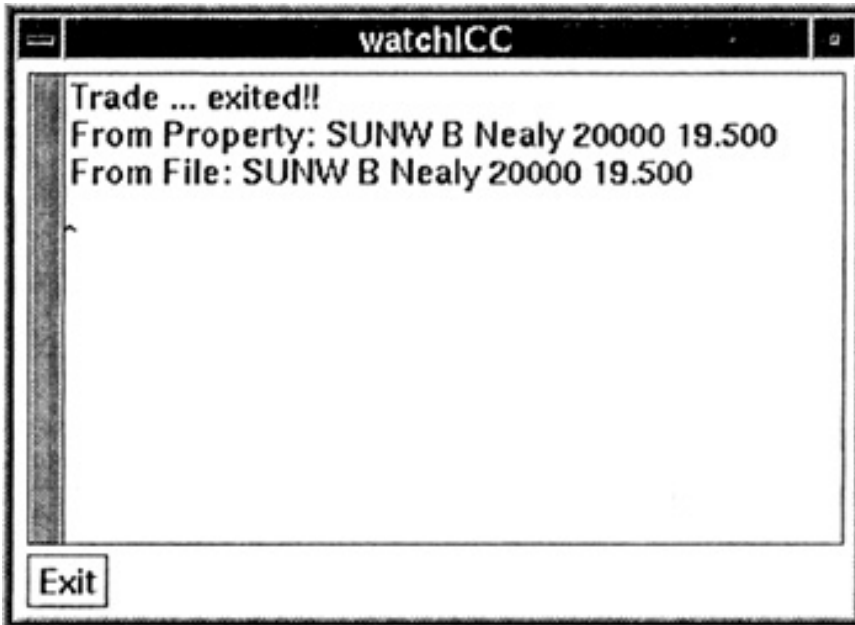 watchICC
Trade ... exited!!
From Property: SUNW B Nealy 20000 19.500
From File: SUNW B Nealy 20000 19.500
^
Exit